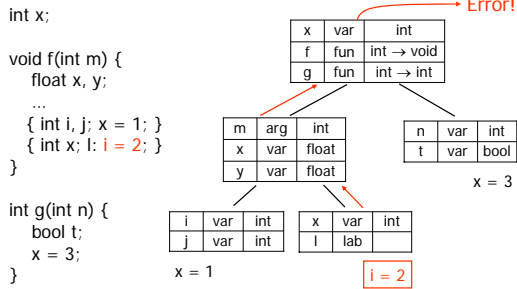 int x;
void f(int m) {
float x, y;
...
{ int i, j; x = 1; }
{ int x; l: i = 2; }
}
int g(int n) {
bool t;
x = 3;
}
Error!
x var int
f fun int → void
g fun int → int
m arg int
x var float
y var float
n var int
t var bool
x = 3
i var int
j var int
x var int
l lab
x = 1
i = 2